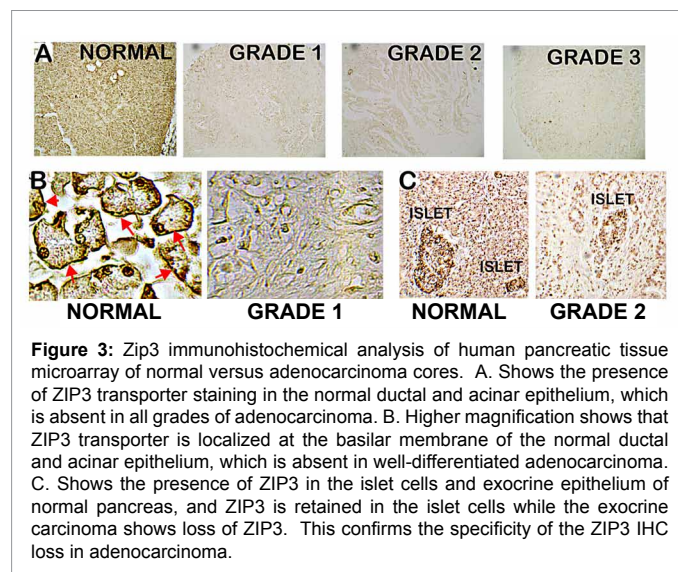 A NORMAL GRADE 1 GRADE 2 GRADE 3
B C
ISLET ISLET
ISLET
NORMAL GRADE 1 NORMAL GRADE 2
Figure 3: Zip3 immunohistochemical analysis of human pancreatic tissue
microarray of normal versus adenocarcinoma cores. A. Shows the presence
of ZIP3 transporter staining in the normal ductal and acinar epithelium, which
is absent in all grades of adenocarcinoma. B. Higher magnification shows that
ZIP3 transporter is localized at the basilar membrane of the normal ductal
and acinar epithelium, which is absent in well-differentiated adenocarcinoma.
C. Shows the presence of ZIP3 in the islet cells and exocrine epithelium of
normal pancreas, and ZIP3 is retained in the islet cells while the exocrine
carcinoma shows loss of ZIP3. This confirms the specificity of the ZIP3 IHC
loss in adenocarcinoma.